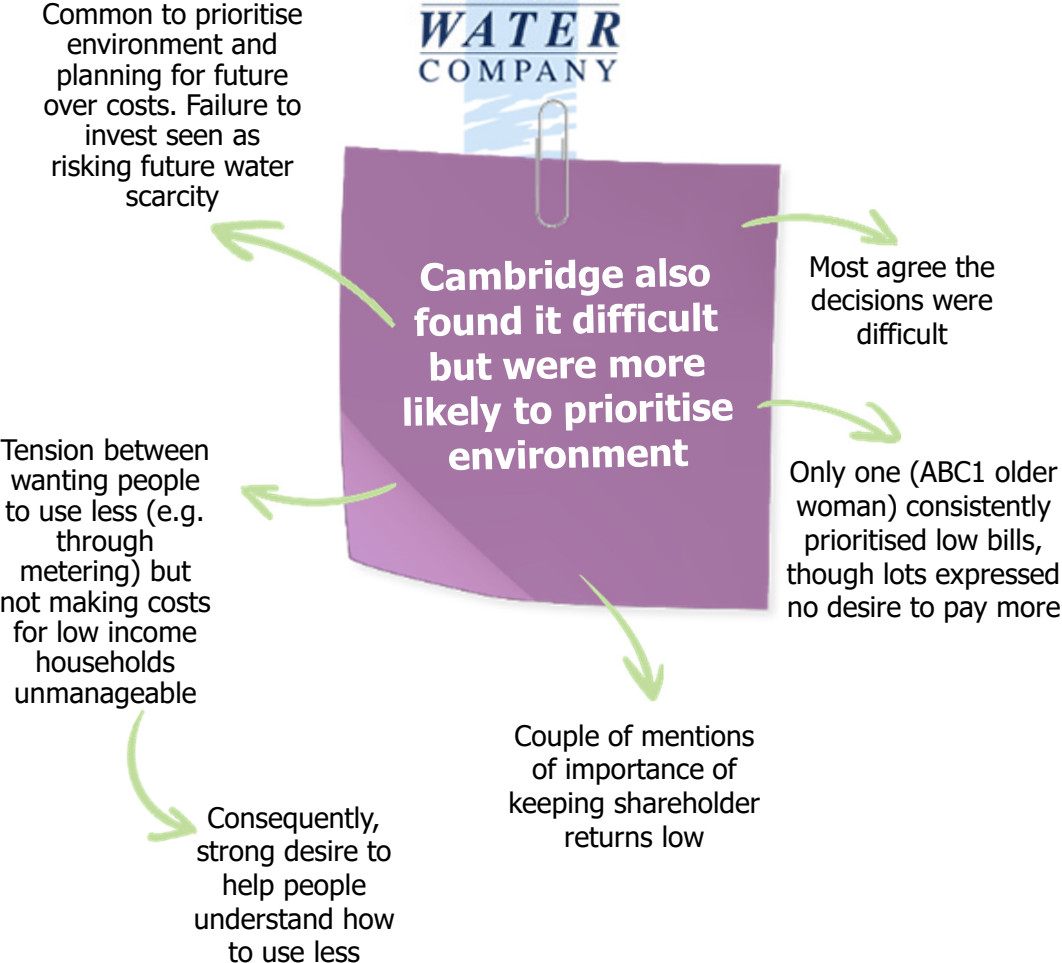 Common to prioritise
environment and
planning for future
over costs. Failure to
invest seen as
risking future water
scarcity
WATER
COMPANY
Cambridge also
found it difficult
but were more
likely to prioritise
environment
Most agree the
decisions were
difficult
Only one (ABC1 older
woman) consistently
prioritised low bills,
though lots expressed
no desire to pay more
Tension between
wanting people
to use less (e.g.
through
metering) but
not making costs
for low income
households
unmanageable
Couple of mentions
of importance of
keeping shareholder
returns low
Consequently,
strong desire to
help people
understand how
to use less